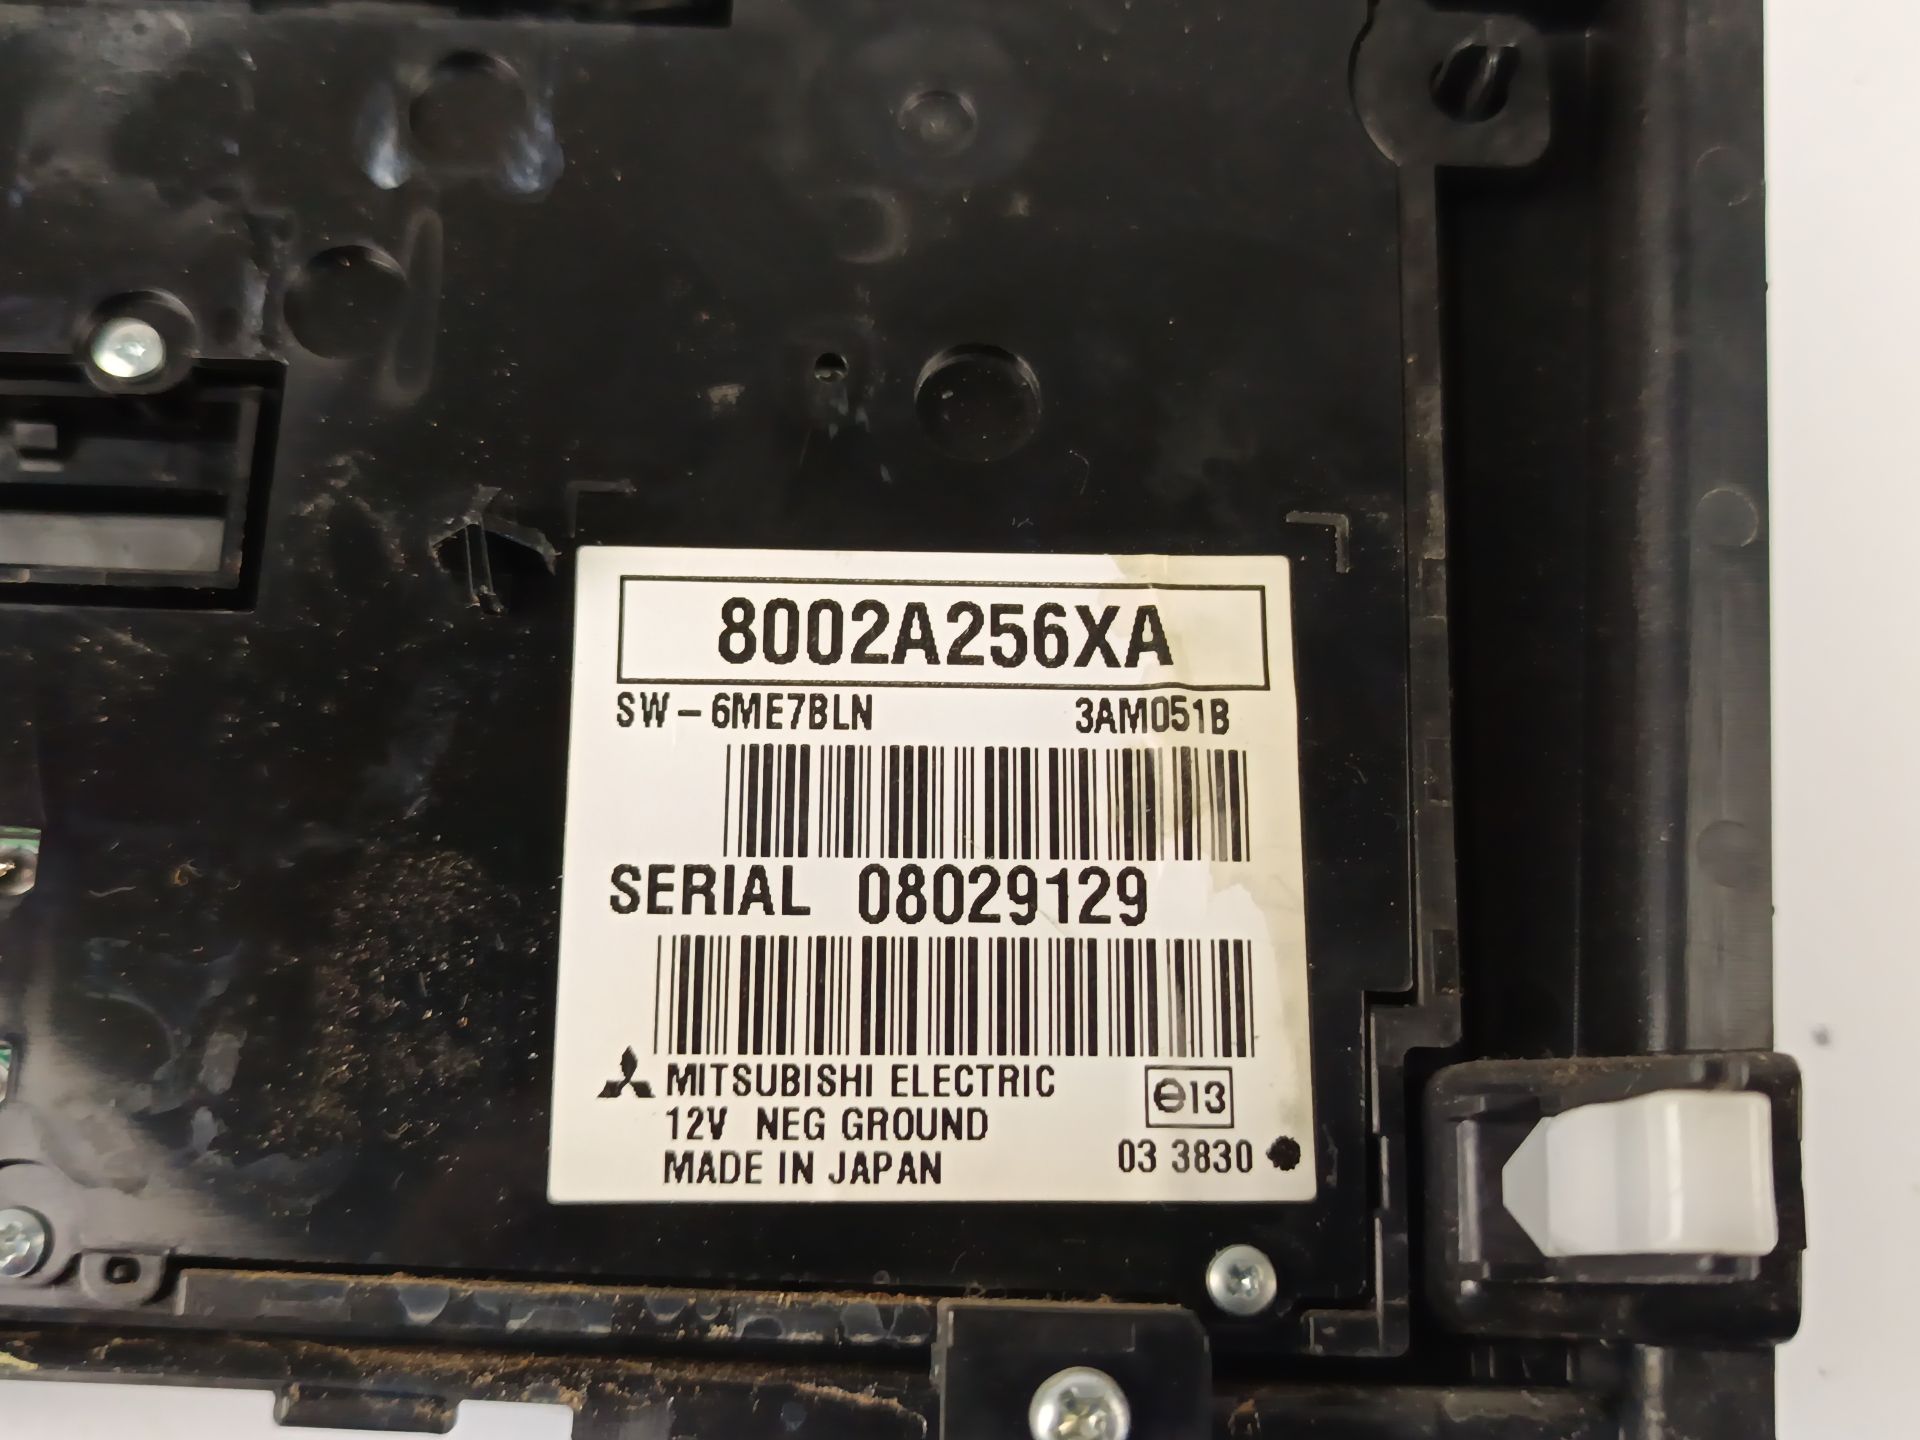 8002A256XA
SW-6ME7BLN 3AM051B
SERIAL 08029129
MITSUBISHI ELECTRIC
12V NEG GROUND
MADE IN JAPAN
e13
03 3830